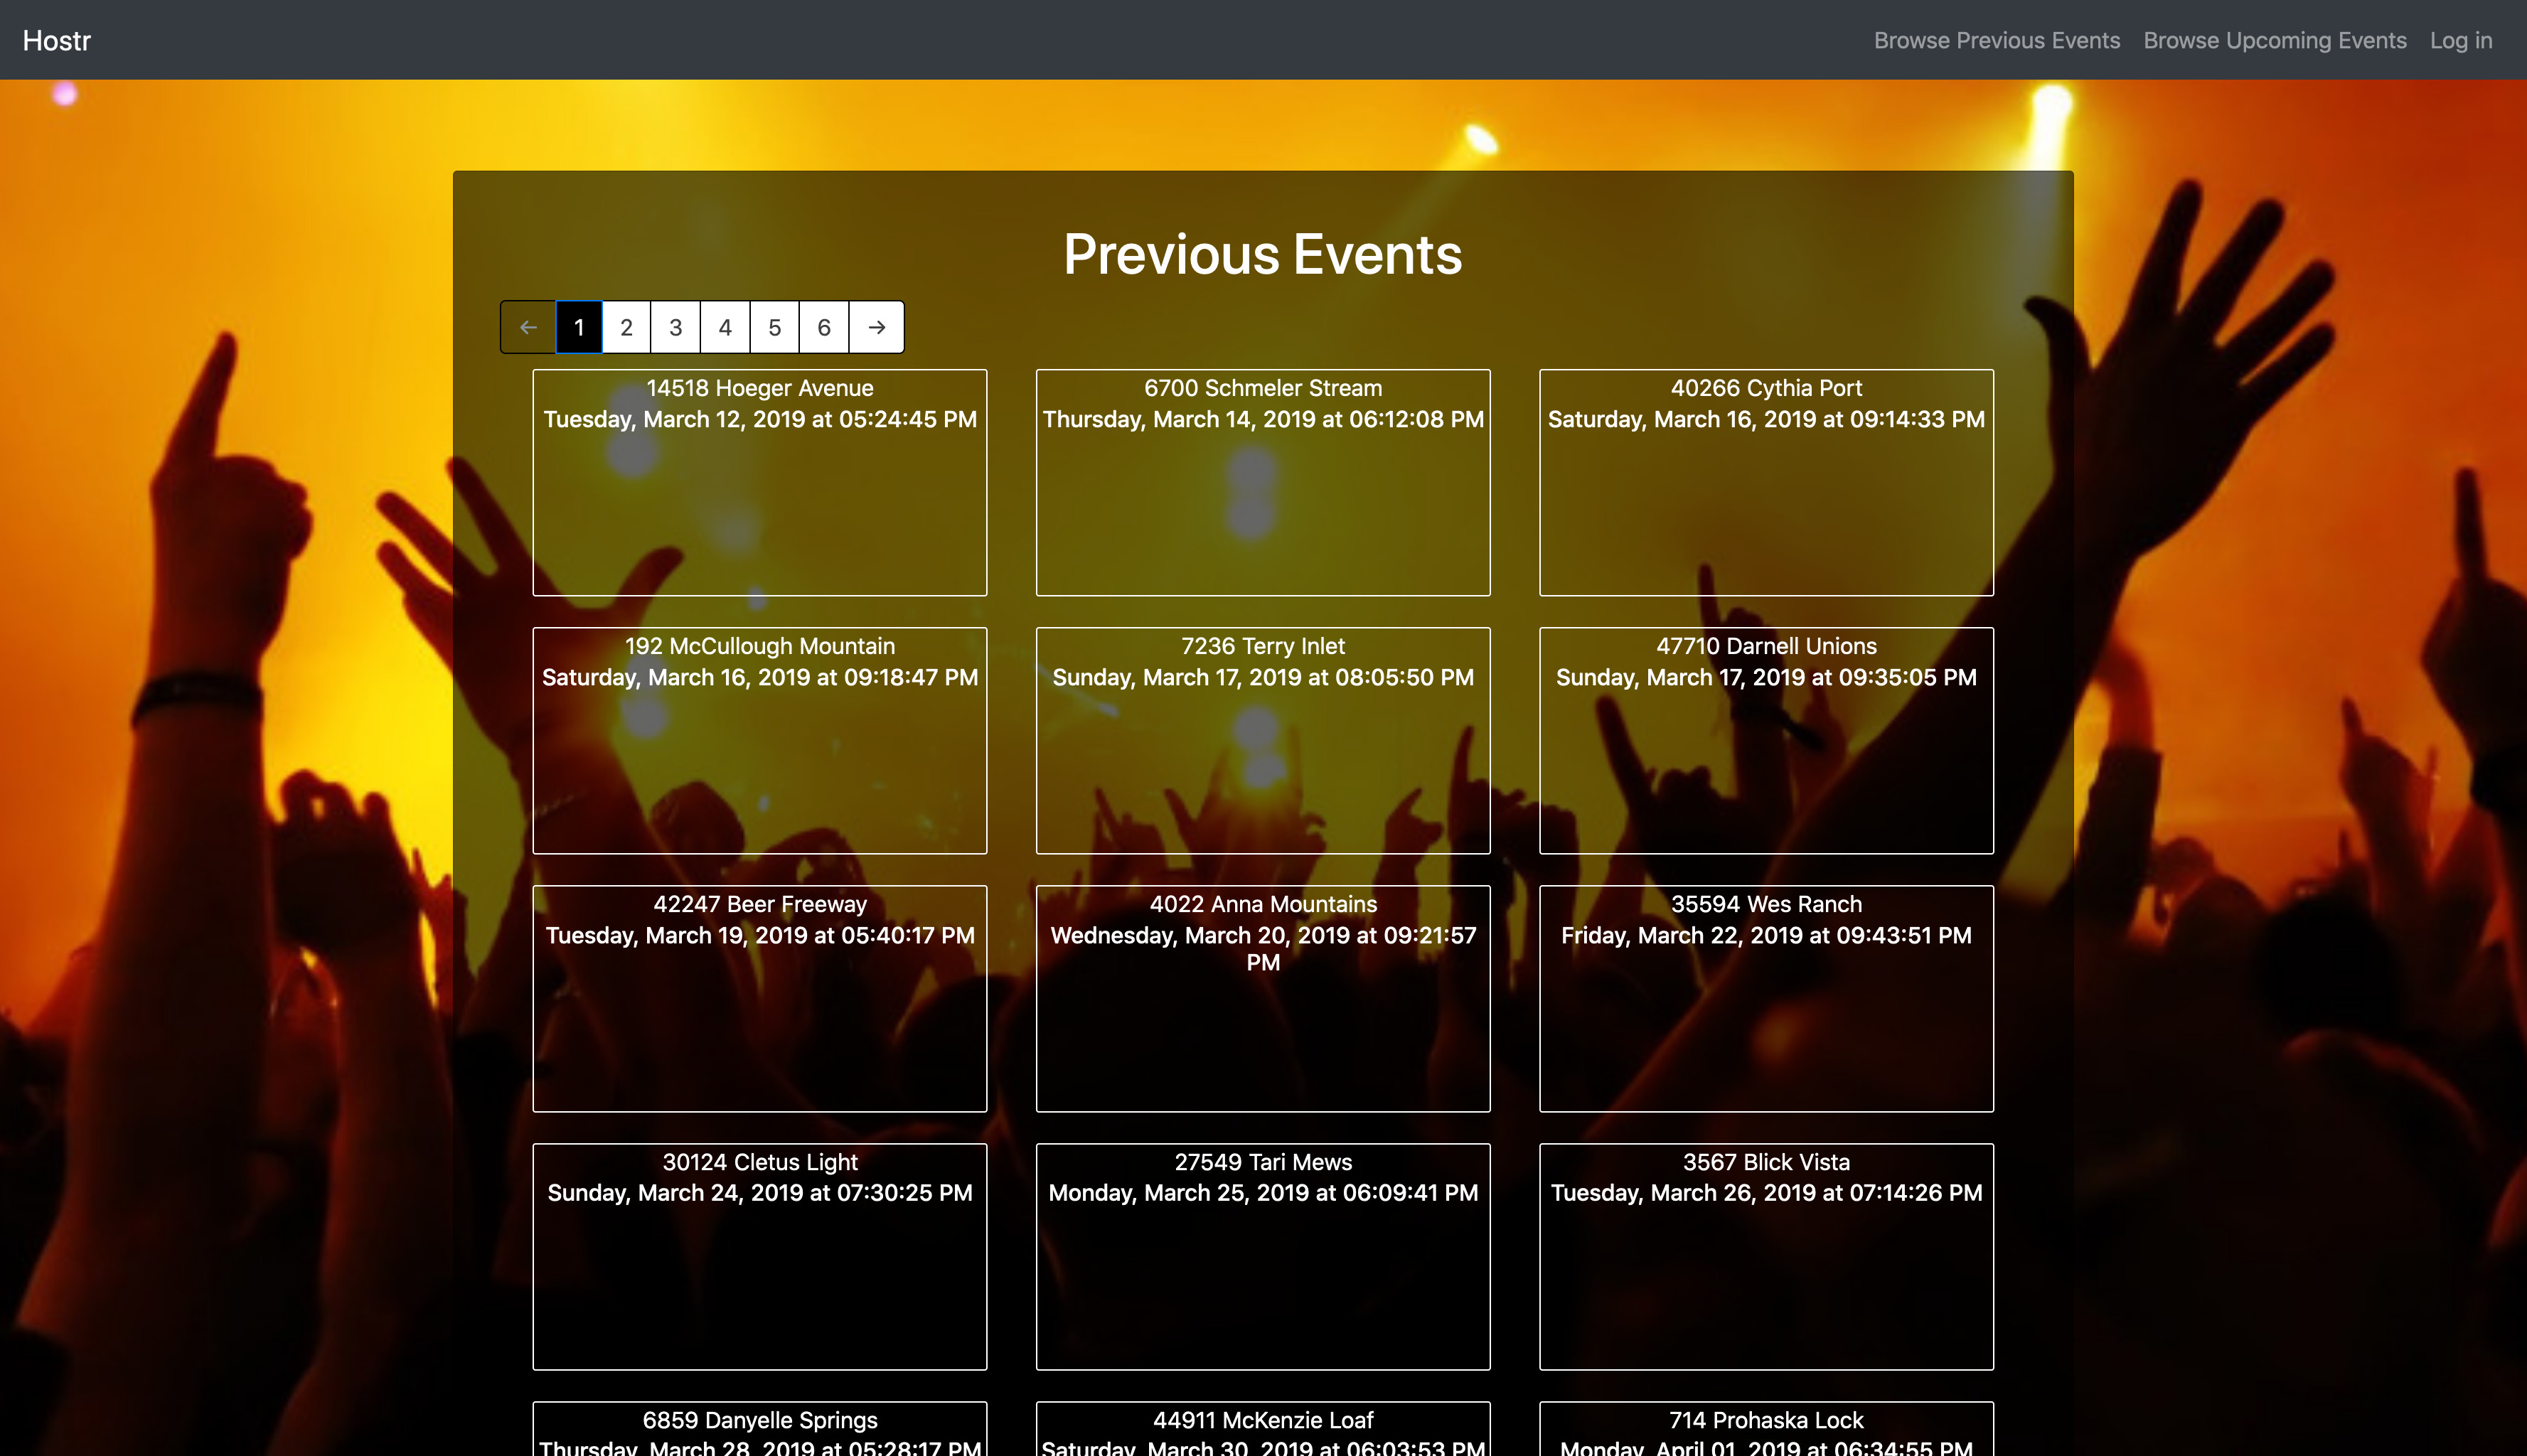 Hostr
Browse Previous Events
Browse Upcoming Events
Log in
Previous Events
← 1 2 3 4 5 6 →
14518 Hoeger Avenue
Tuesday, March 12, 2019 at 05:24:45 PM
6700 Schmeler Stream
Thursday, March 14, 2019 at 06:12:08 PM
40266 Cythia Port
Saturday, March 16, 2019 at 09:14:33 PM
192 McCullough Mountain
Saturday, March 16, 2019 at 09:18:47 PM
7236 Terry Inlet
Sunday, March 17, 2019 at 08:05:50 PM
47710 Darnell Unions
Sunday, March 17, 2019 at 09:35:05 PM
42247 Beer Freeway
Tuesday, March 19, 2019 at 05:40:17 PM
4022 Anna Mountains
Wednesday, March 20, 2019 at 09:21:57
PM
35594 Wes Ranch
Friday, March 22, 2019 at 09:43:51 PM
30124 Cletus Light
Sunday, March 24, 2019 at 07:30:25 PM
27549 Tari Mews
Monday, March 25, 2019 at 06:09:41 PM
3567 Blick Vista
Tuesday, March 26, 2019 at 07:14:26 PM
6859 Danyelle Springs
Thursday, March 28, 2019 at 05:28:17 PM
44911 McKenzie Loaf
Saturday, March 30, 2019 at 06:03:53 PM
714 Prohaska Lock
Monday, April 01, 2019 at 06:34:55 PM